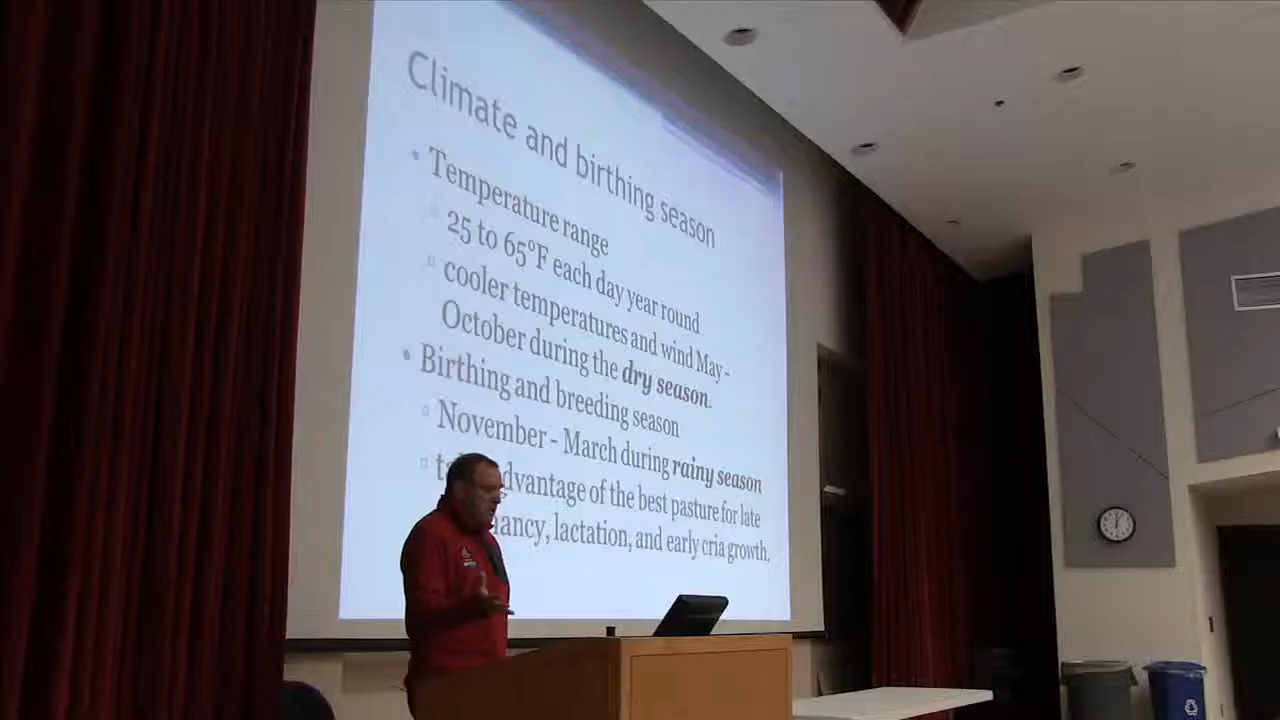 Climate and birthing season
• Temperature range
▫ 25 to 65°F each day year round
▫ cooler temperatures and wind May -
October during the dry season.
• Birthing and breeding season
▫ November - March during rainy season
▫ advantage of the best pasture for late
lactation, and early cria growth.